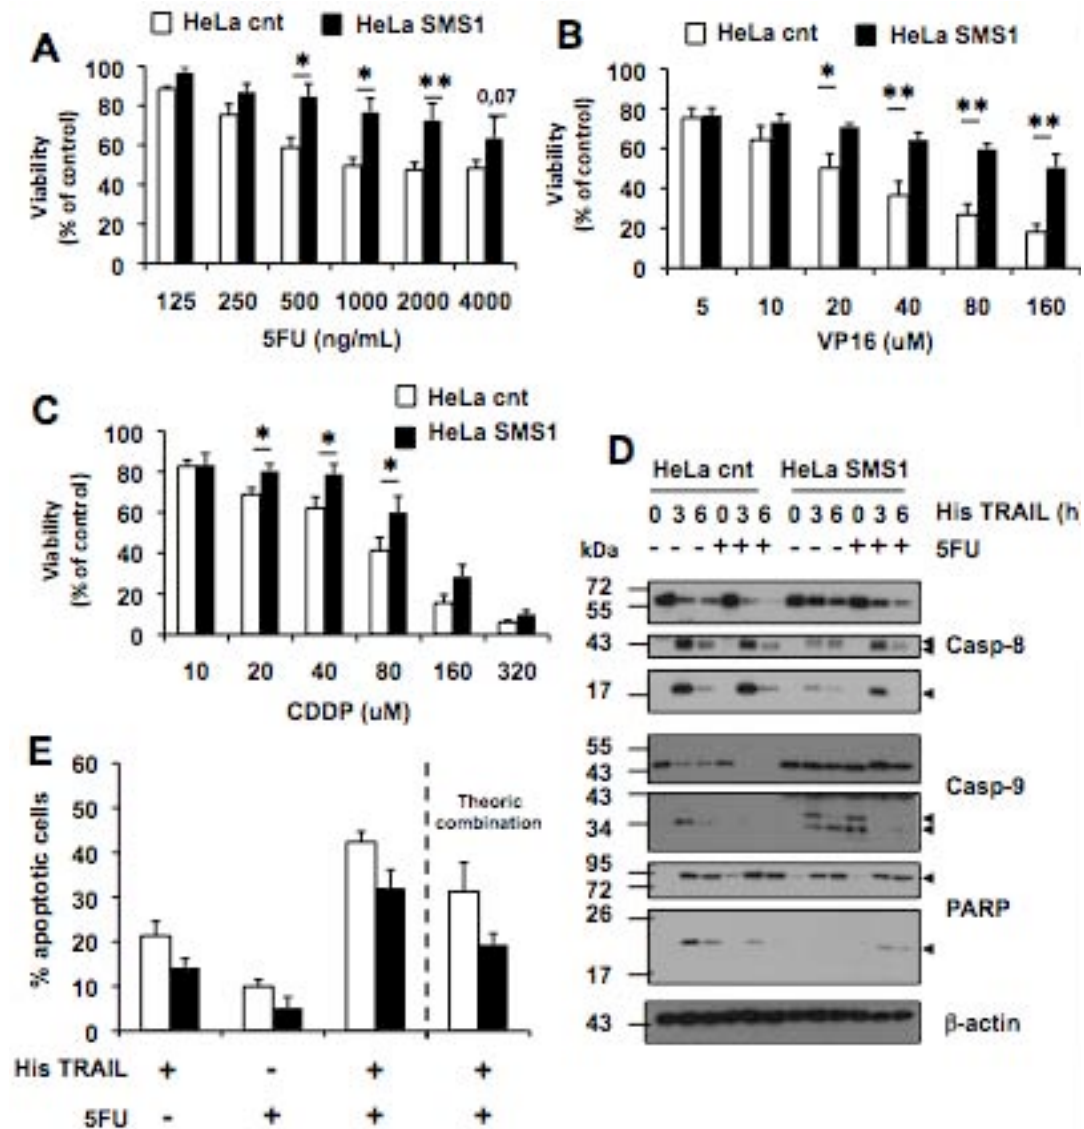 A
HeLa cnt HeLa SMS1
100
80
60
40
20
0
Viability
(% of control)
* * ** 0,07
125 250 500 1000 2000 4000
5FU (ng/mL)
B
HeLa cnt HeLa SMS1
100
80
60
40
20
0
Viability
(% of control)
* ** ** **
5 10 20 40 80 160
VP16 (uM)
C
HeLa cnt
HeLa SMS1
100
80
60
40
20
0
Viability
(% of control)
* * *
10 20 40 80 160 320
CDDP (uM)
D
HeLa cnt HeLa SMS1
0 3 6 0 3 6 0 3 6 0 3 6 His TRAIL (h
- - - + + + - - - + + + 5FU
kDa
72
55
43 Casp-8
17
55
43
Casp-9
43
34
95
72
PARP
26
17
43 β-actin
E
60
50
40
30
20
10
0
% apoptotic cells
Theoric
combination
His TRAIL + - + +
5FU - + + +